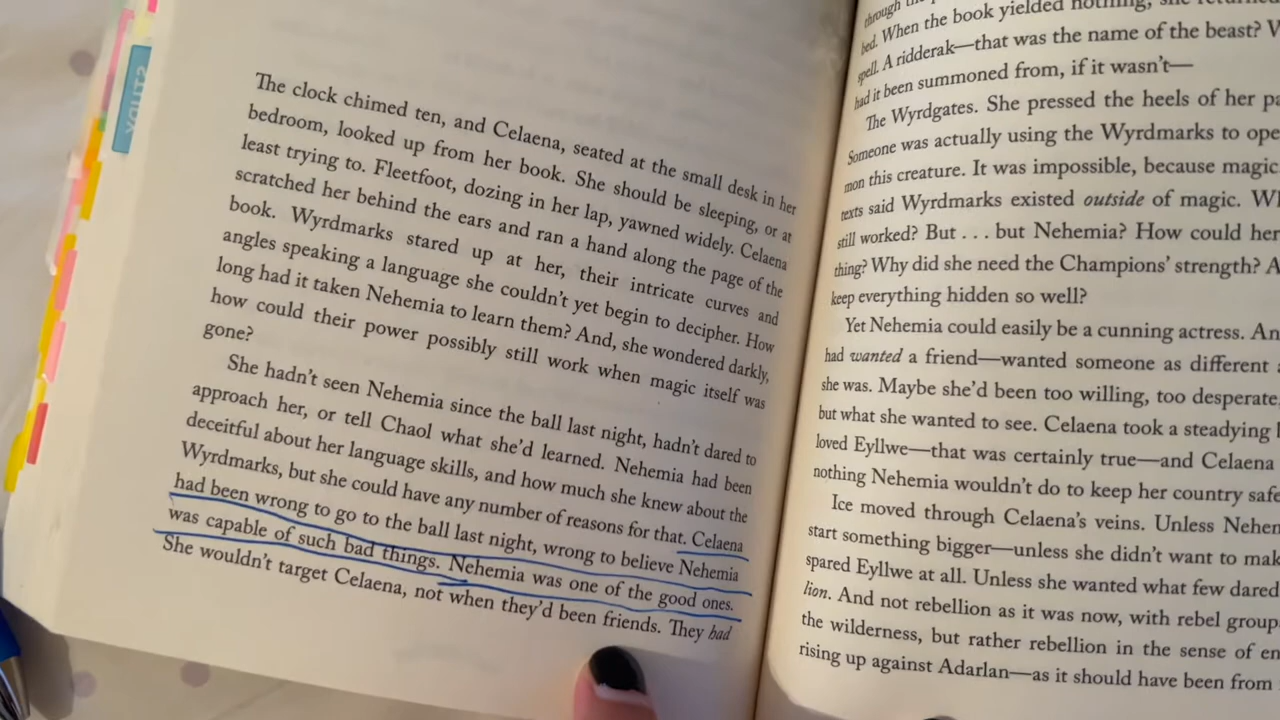 The clock chimed ten, and Celaena, seated at the small desk in her
bedroom, looked up from her book. She should be sleeping, or at
least trying to. Fleetfoot, dozing in her lap, yawned widely. Celaena
scratched her behind the ears and ran a hand along the page of the
book. Wyrdmarks stared up at her, their intricate curves and
angles speaking a language she couldn't yet begin to decipher. How
long had it taken Nehemia to learn them? And, she wondered darkly,
how could their power possibly still work when magic itself was
gone?
She hadn't seen Nehemia since the ball last night, hadn't dared to
approach her, or tell Chaol what she'd learned. Nehemia had been
deceitful about her language skills, and how much she knew about the
Wyrdmarks, but she could have any number of reasons for that. Celaena
had been wrong to go to the ball last night, wrong to believe Nehemia
was capable of such bad things. Nehemia was one of the good ones.
She wouldn't target Celaena, not when they'd been friends. They had
through the
bed. When the book yielded nothing, she returned
spell. A ridderak—that was the name of the beast?
had it been summoned from, if it wasn't—
The Wyrdgates. She pressed the heels of her
Someone was actually using the Wyrdmarks to
mon this creature. It was impossible, because magic
texts said Wyrdmarks existed outside of magic.
still worked? But . . . but Nehemia? How could her
thing? Why did she need the Champions' strength?
keep everything hidden so well?
Yet Nehemia could easily be a cunning actress.
had wanted a friend—wanted someone as different
she was. Maybe she'd been too willing, too desperate
but what she wanted to see. Celaena took a steadying
loved Eyllwe—that was certainly true—and Celaena
nothing Nehemia wouldn't do to keep her country safe
Ice moved through Celaena's veins. Unless
start something bigger—unless she didn't want to
spared Eyllwe at all. Unless she wanted what few dared
lion. And not rebellion as it was now, with rebel
the wilderness, but rather rebellion in the sense of
rising up against Adarlan—as it should have been from